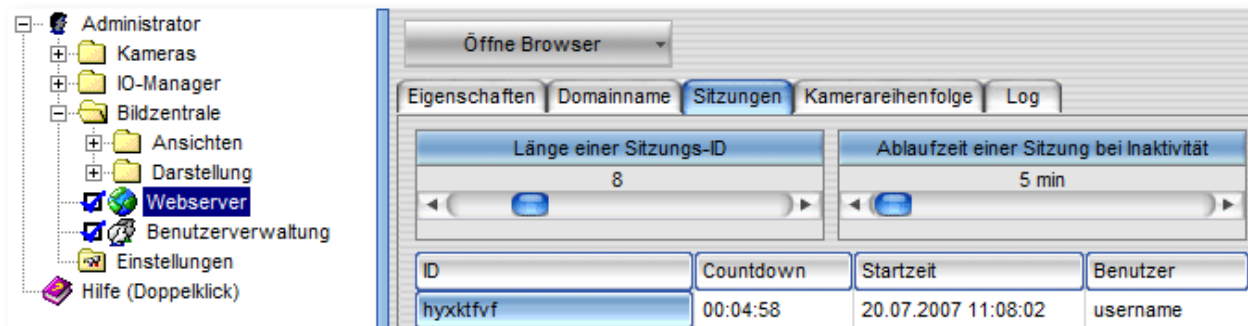 Administrator
Kameras
IO-Manager
Bildzentrale
Ansichten
Darstellung
Webserver
Benutzerverwaltung
Einstellungen
Hilfe (Doppelklick)
Öffne Browser
Eigenschaften Domainname Sitzungen Kamerareihenfolge Log
Länge einer Sitzungs-ID
8
Ablaufzeit einer Sitzung bei Inaktivität
5 min
ID Countdown Startzeit Benutzer
hyxktfvf 00:04:58 20.07.2007 11:08:02 username